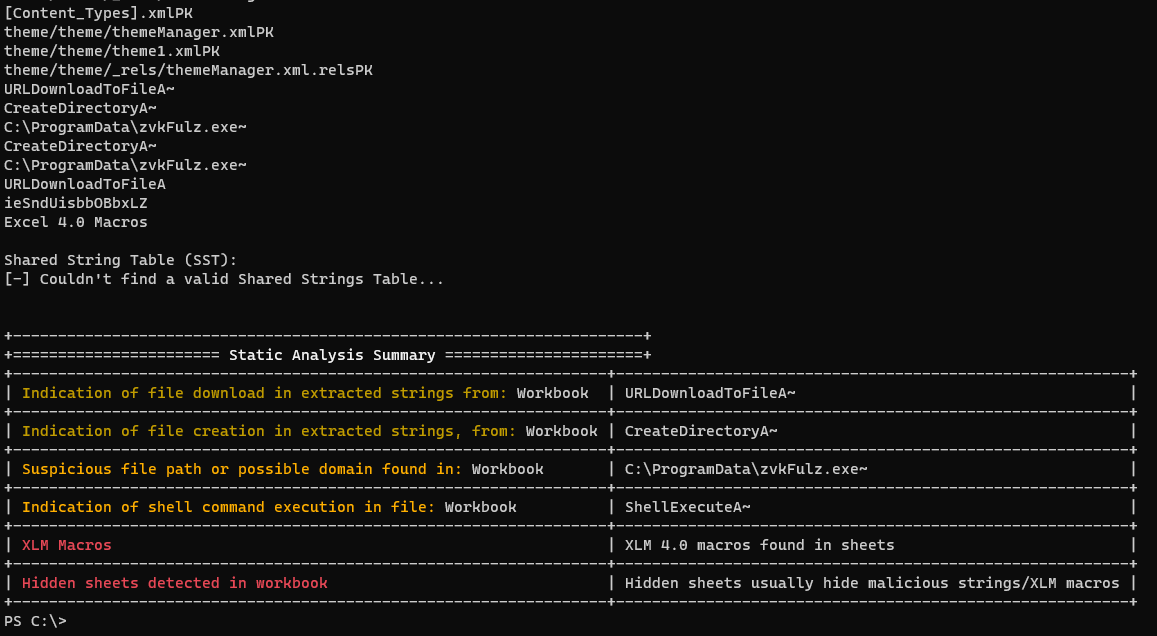 [Content_Types].xmlPK
theme/theme/themeManager.xmlPK
theme/theme/theme1.xmlPK
theme/theme/_rels/themeManager.xml.relsPK
URLDownloadToFileA~
CreateDirectoryA~
C:\ProgramData\zvkFulz.exe~
CreateDirectoryA~
C:\ProgramData\zvkFulz.exe~
URLDownloadToFileA
ieSndUisbbOBbxLZ
Excel 4.0 Macros
Shared String Table (SST):
[-] Couldn't find a valid Shared Strings Table...
+----------------------------------------------------------------------+
+======================= Static Analysis Summary ======================+
+------------------------------------------------------------------+---------------------------------------------------------+
| Indication of file download in extracted strings from: Workbook | URLDownloadToFileA~ |
+------------------------------------------------------------------+---------------------------------------------------------+
| Indication of file creation in extracted strings, from: Workbook | CreateDirectoryA~ |
+------------------------------------------------------------------+---------------------------------------------------------+
| Suspicious file path or possible domain found in: Workbook | C:\ProgramData\zvkFulz.exe~ |
+------------------------------------------------------------------+---------------------------------------------------------+
| Indication of shell command execution in file: Workbook | ShellExecuteA~ |
+------------------------------------------------------------------+---------------------------------------------------------+
| XLM Macros | XLM 4.0 macros found in sheets |
+------------------------------------------------------------------+---------------------------------------------------------+
| Hidden sheets detected in workbook | Hidden sheets usually hide malicious strings/XLM macros |
+------------------------------------------------------------------+---------------------------------------------------------+
PS C:\>